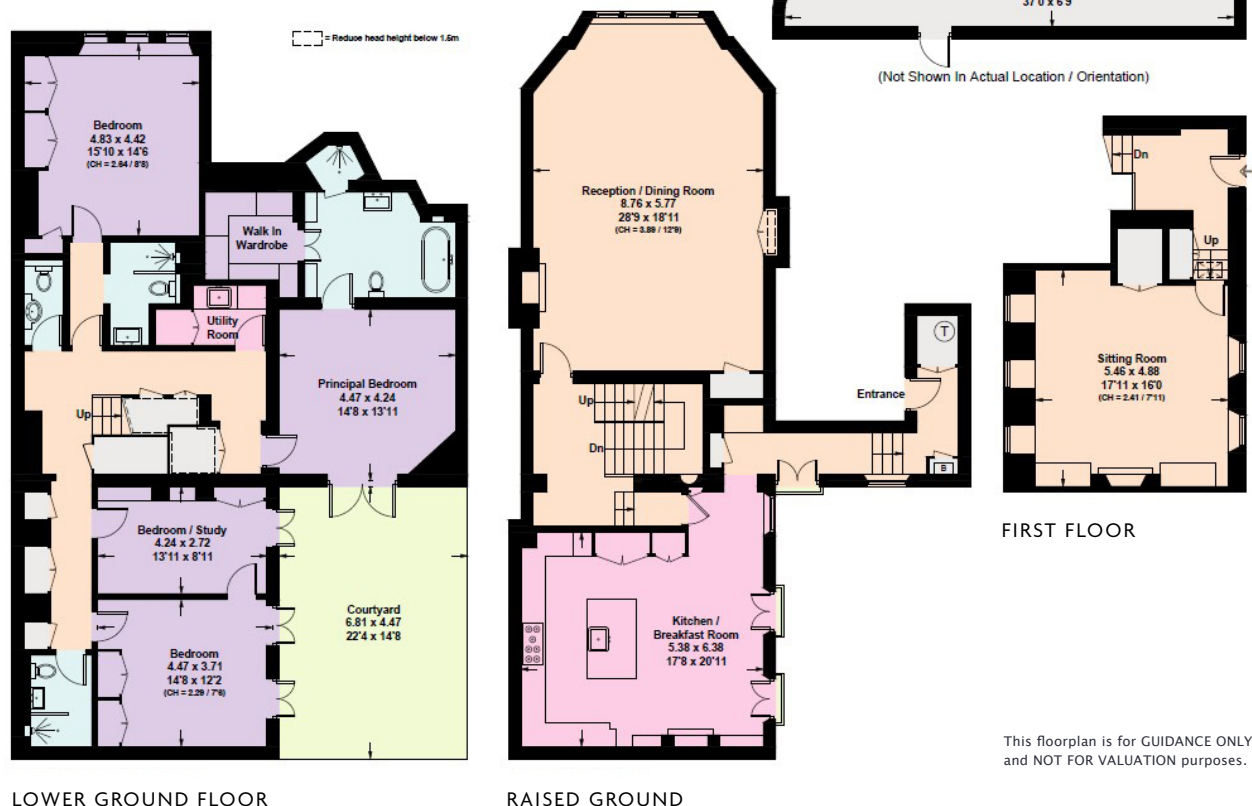 37'0 x 6'9
= Reduce head height below 1.5m
(Not Shown In Actual Location / Orientation)
Bedroom
4.83 x 4.42
15'10 x 14'6
(CH = 2.64 / 8'8)
Walk In
Wardrobe
Utility
Room
Principal Bedroom
4.47 x 4.24
14'8 x 13'11
Up
Bedroom / Study
4.24 x 2.72
13'11 x 8'11
Bedroom
4.47 x 3.71
14'8 x 12'2
(CH = 2.29 / 7'6)
Courtyard
6.81 x 4.47
22'4 x 14'8
LOWER GROUND FLOOR
Reception / Dining Room
8.76 x 5.77
28'9 x 18'11
(CH = 3.89 / 12'9)
Up
Dn
Entrance
T
B
Kitchen /
Breakfast Room
5.38 x 6.38
17'8 x 20'11
RAISED GROUND
Dn
Up
Sitting Room
5.46 x 4.88
17'11 x 16'0
(CH = 2.41 / 7'11)
FIRST FLOOR
This floorplan is for GUIDANCE ONLY
and NOT FOR VALUATION purposes.